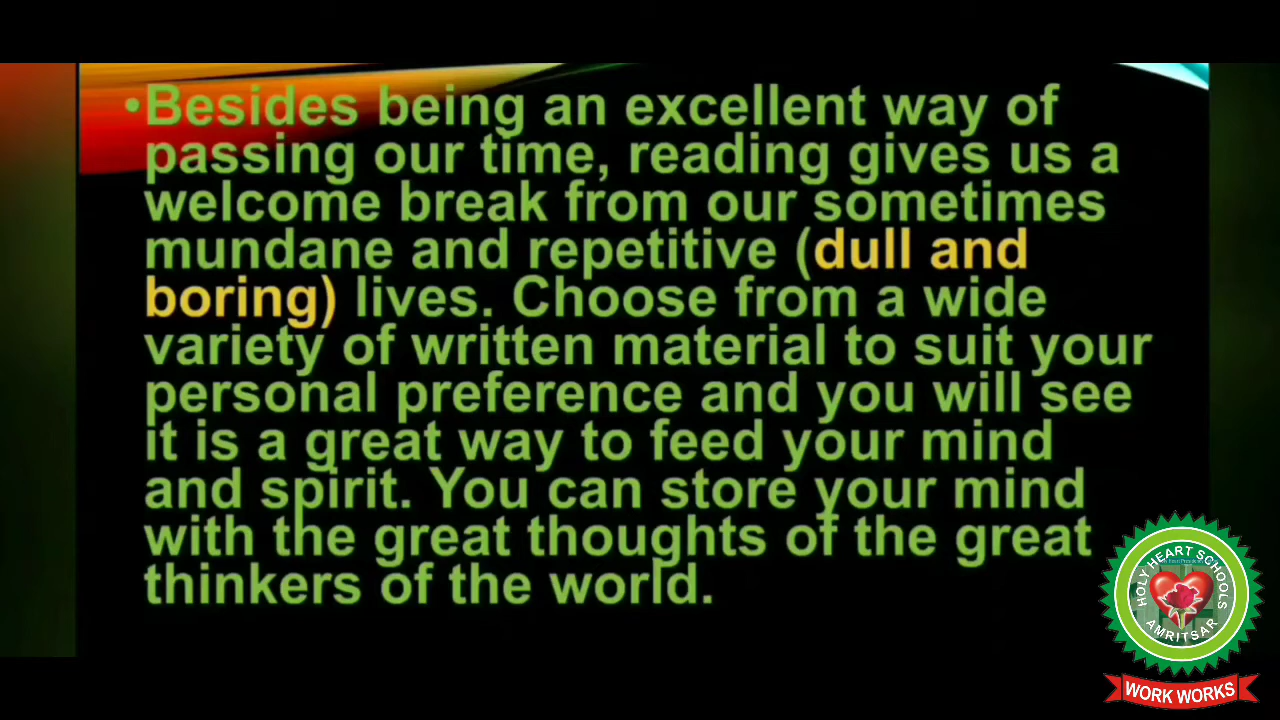 •Besides being an excellent way of
passing our time, reading gives us a
welcome break from our sometimes
mundane and repetitive (dull and
boring) lives. Choose from a wide
variety of written material to suit your
personal preference and you will see
it is a great way to feed your mind
and spirit. You can store your mind
with the great thoughts of the great
thinkers of the world.
HOLY HEART SCHOOLS
AMRITSAR
WORK WORKS